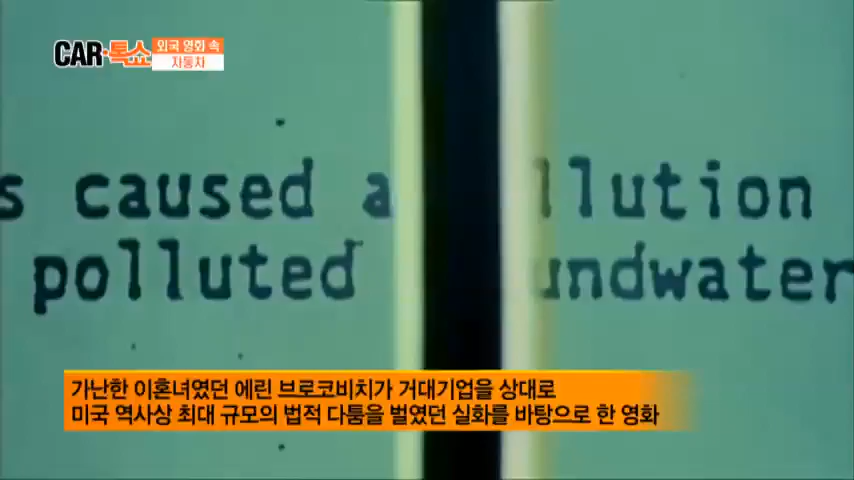 CAR·톡쇼
외국 영화 속
자동차
s caused a llution
polluted undwater
가난한 이혼녀였던 에린 브로코비치가 거대기업을 상대로
미국 역사상 최대 규모의 법적 다툼을 벌였던 실화를 바탕으로 한 영화